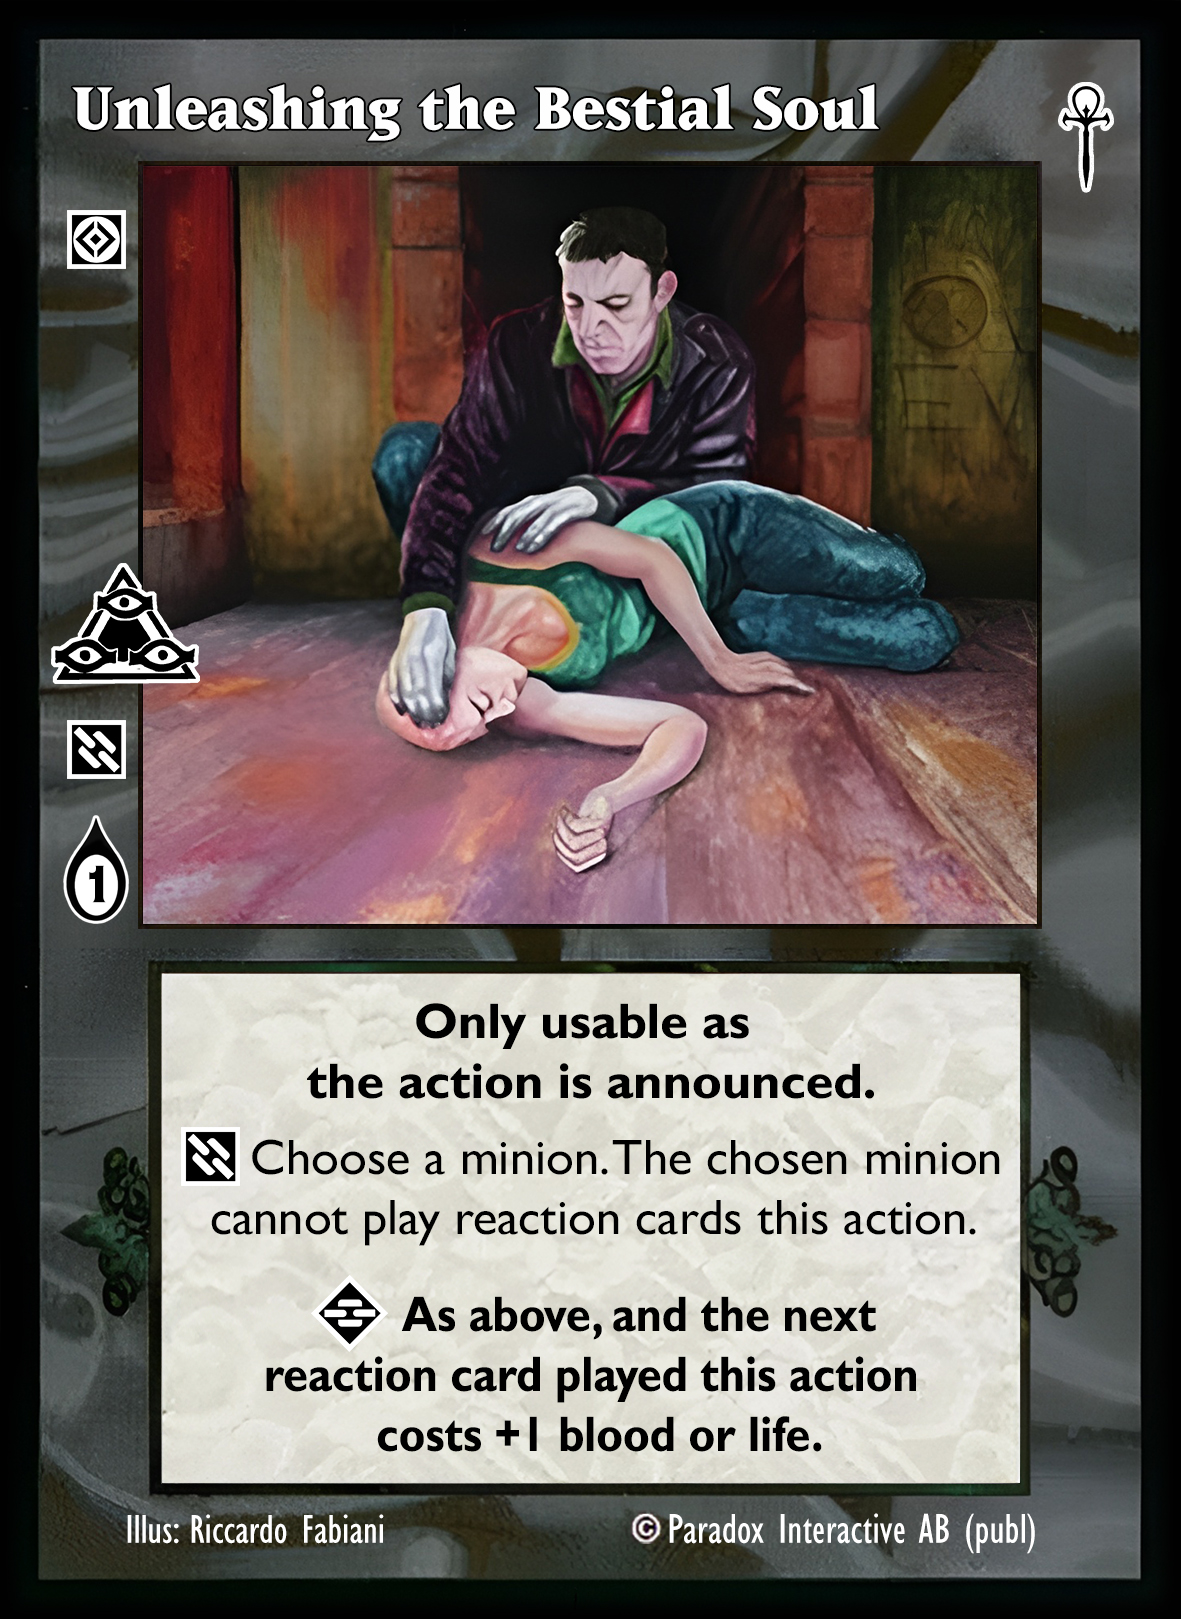 Unleashing the Bestial Soul
1
Only usable as
the action is announced.
Choose a minion. The chosen minion
cannot play reaction cards this action.
As above, and the next
reaction card played this action
costs +1 blood or life.
Illus: Riccardo Fabiani
© Paradox Interactive AB (publ)